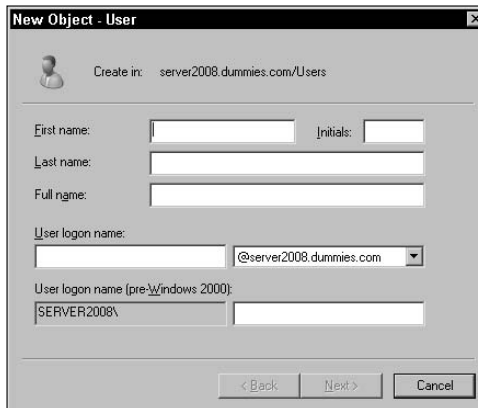 New Object - User
Create in: server2008.dummies.com/Users
First name: Initials:
Last name:
Full name:
User logon name:
@server2008.dummies.com
User logon name (pre-Windows 2000):
SERVER2008\
< Back Next > Cancel